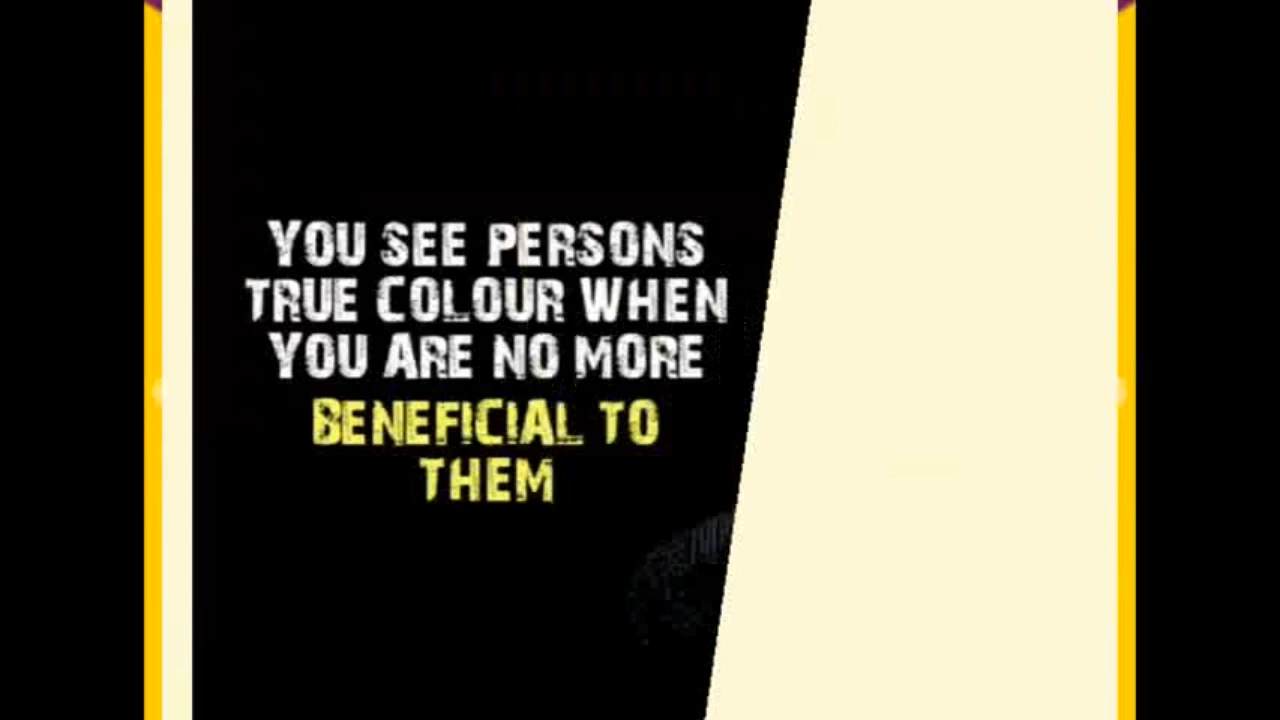 YOU SEE PERSONS
TRUE COLOUR WHEN
YOU ARE NO MORE
BENEFICIAL TO
THEM